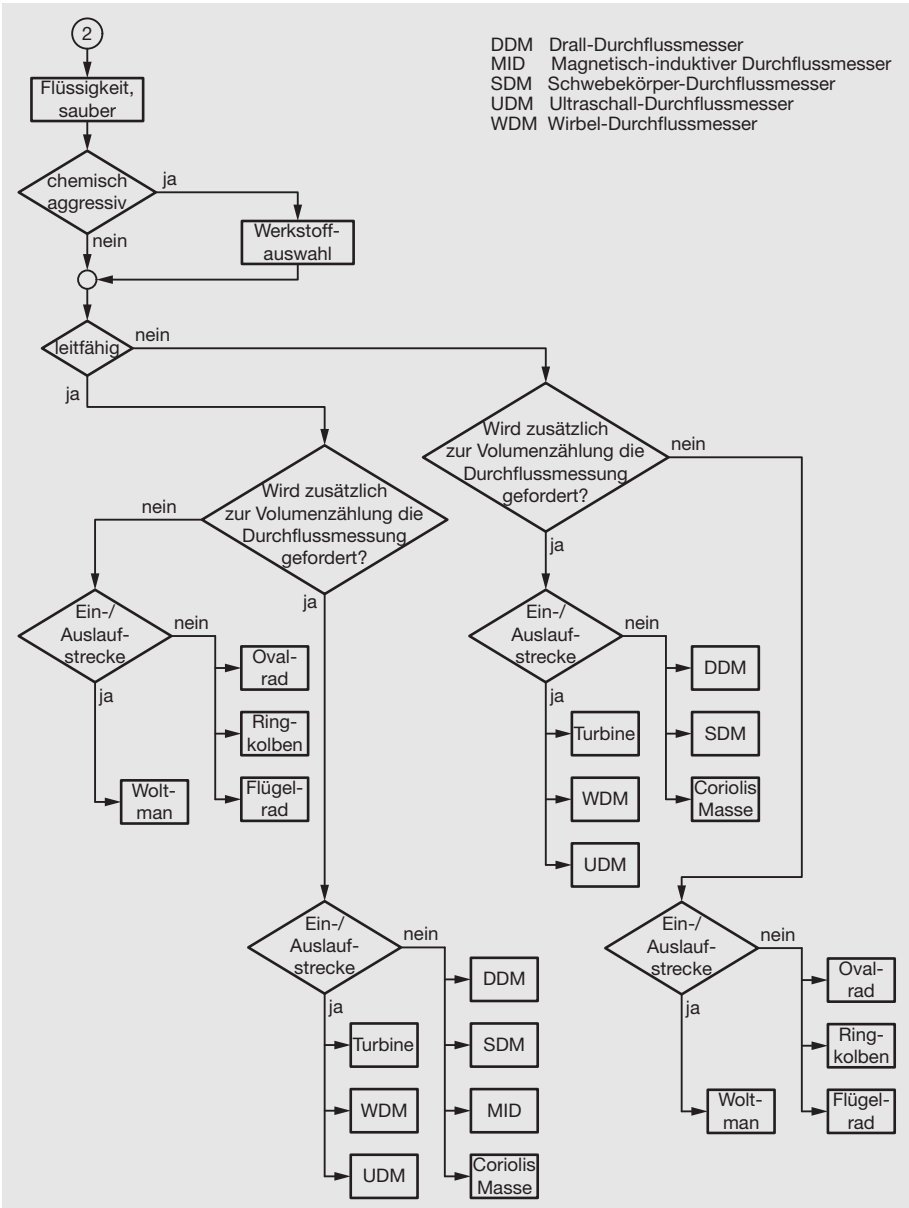 2
DDM Drall-Durchflussmesser
MID Magnetisch-induktiver Durchflussmesser
SDM Schwebekörper-Durchflussmesser
UDM Ultraschall-Durchflussmesser
WDM Wirbel-Durchflussmesser
Flüssigkeit,
sauber
chemisch
aggressiv
ja
nein
Werkstoff-
auswahl
leitfähig
nein
ja
Wird zusätzlich
zur Volumenzählung die
Durchflussmessung
gefordert?
nein
ja
Wird zusätzlich
zur Volumenzählung die
Durchflussmessung
gefordert?
nein
ja
Ein-/
Auslauf-
strecke
nein
ja
Oval-
rad
Ring-
kolben
Flügel-
rad
Wolt-
man
Ein-/
Auslauf-
strecke
nein
ja
DDM
SDM
Coriolis
Masse
Turbine
WDM
UDM
Ein-/
Auslauf-
strecke
nein
ja
DDM
SDM
MID
Coriolis
Masse
Turbine
WDM
UDM
Ein-/
Auslauf-
strecke
nein
ja
Oval-
rad
Ring-
kolben
Flügel-
rad
Wolt-
man